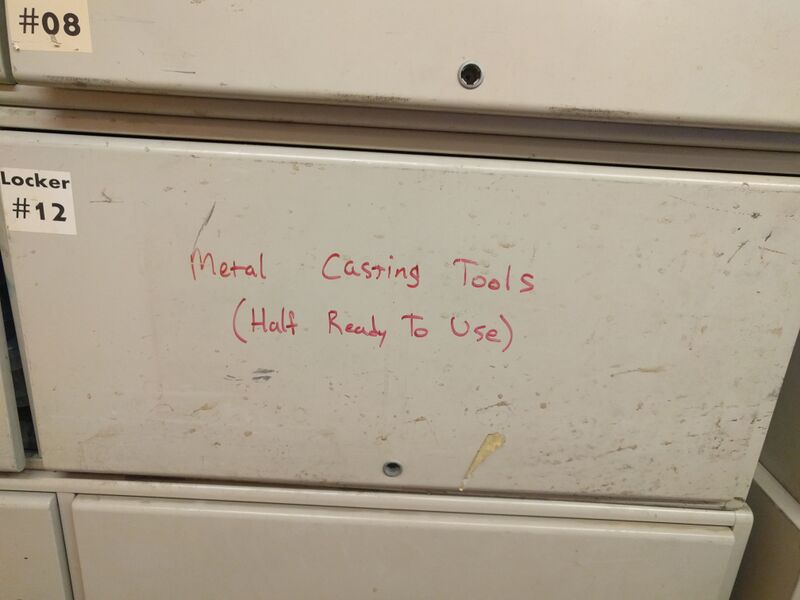 #08
Locker
#12
Metal Casting Tools
(Half Ready To Use)